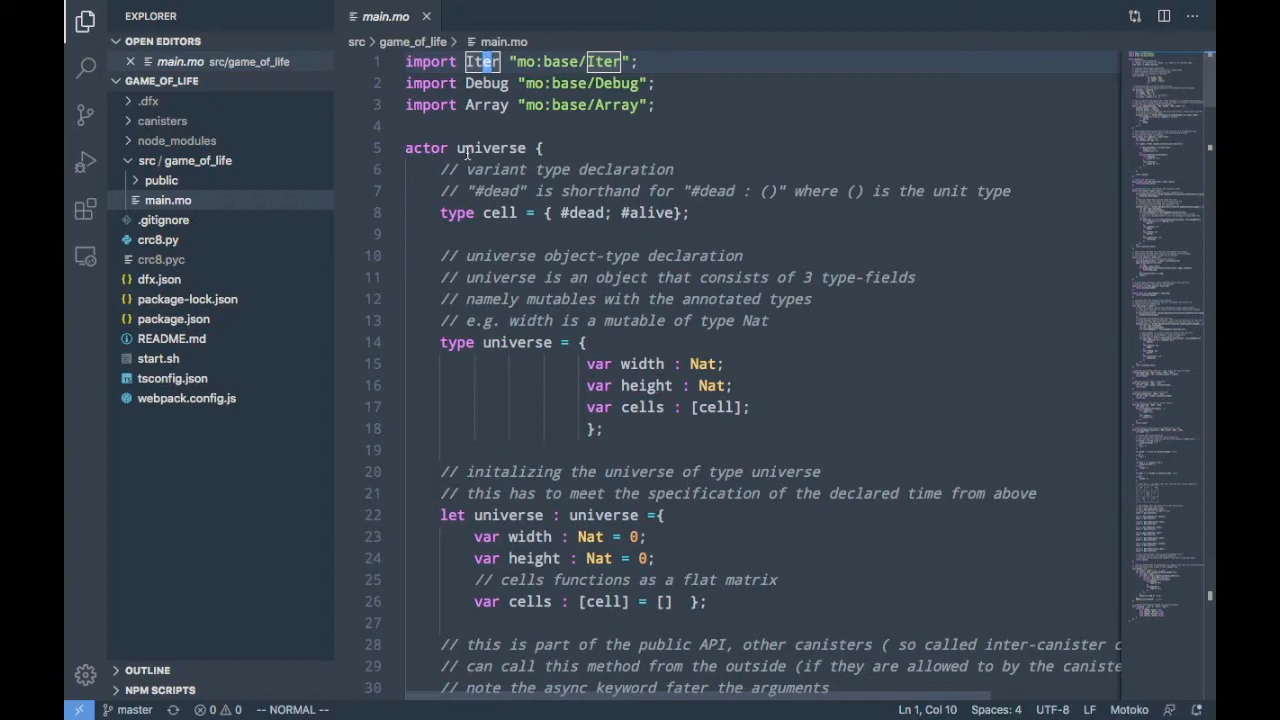 EXPLORER
OPEN EDITORS
main.mo src/game_of_life
GAME_OF_LIFE
.dfx
canisters
node_modules
src/game_of_life
public
main.mo
.gitignore
crc8.py
crc8.pyc
{} dfx.json
{} package-lock.json
{} package.json
README.md
start.sh
TS tsconfig.json
webpack.config.js
OUTLINE
NPM SCRIPTS
main.mo
src > game_of_life > main.mo
1 import Iter "mo:base/Iter";
2 import Debug "mo:base/Debug";
3 import Array "mo:base/Array";
4
5 actor universe {
6 // variant type declaration
7 // "#dead" is shorthand for "#dead : ()" where () is the unit type
8 type cell = { #dead; #alive};
9
10 // universe object-type declaration
11 // universe is an object that consists of 3 type-fields
12 // namely mutables with the annotated types
13 // e.g. width is a mutable of type Nat
14 type universe = {
15 var width : Nat;
16 var height : Nat;
17 var cells : [cell];
18 };
19
20 // initalizing the universe of type universe
21 // this has to meet the specification of the declared time from above
22 let universe : universe ={
23 var width : Nat = 0;
24 var height : Nat = 0;
25 // cells functions as a flat matrix
26 var cells : [cell] = [] };
27
28 // this is part of the public API, other canisters ( so called inter-canister c
29 // can call this method from the outside (if they are allowed to by the caniste
30 // note the async keyword fater the arguments
master 0 0 -- NORMAL -- Ln 1, Col 10 Spaces: 4 UTF-8 LF Motoko